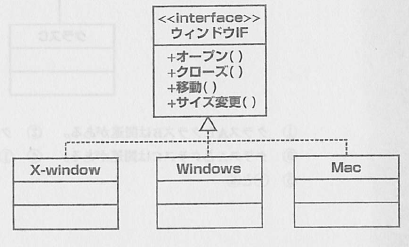 <<interface>>
ウィンドウIF
+オープン( )
+クローズ( )
+移動( )
+サイズ変更( )
X-window
Windows
Mac